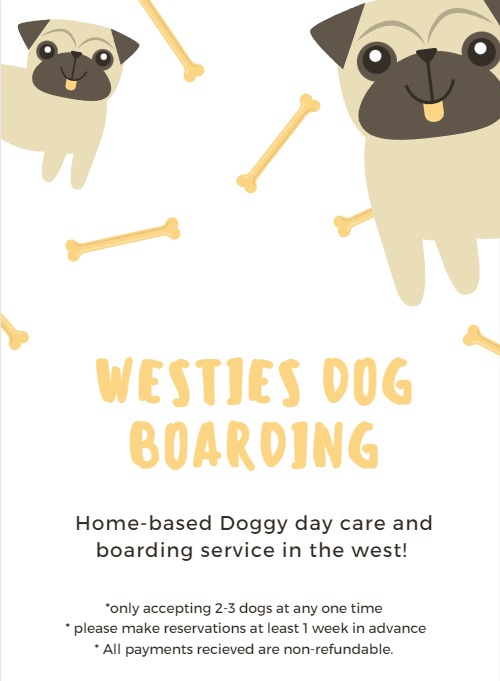 WESTIES DOG
BOARDING
Home-based Doggy day care and
boarding service in the west!
*only accepting 2-3 dogs at any one time
* please make reservations at least 1 week in advance
* All payments recieved are non-refundable.